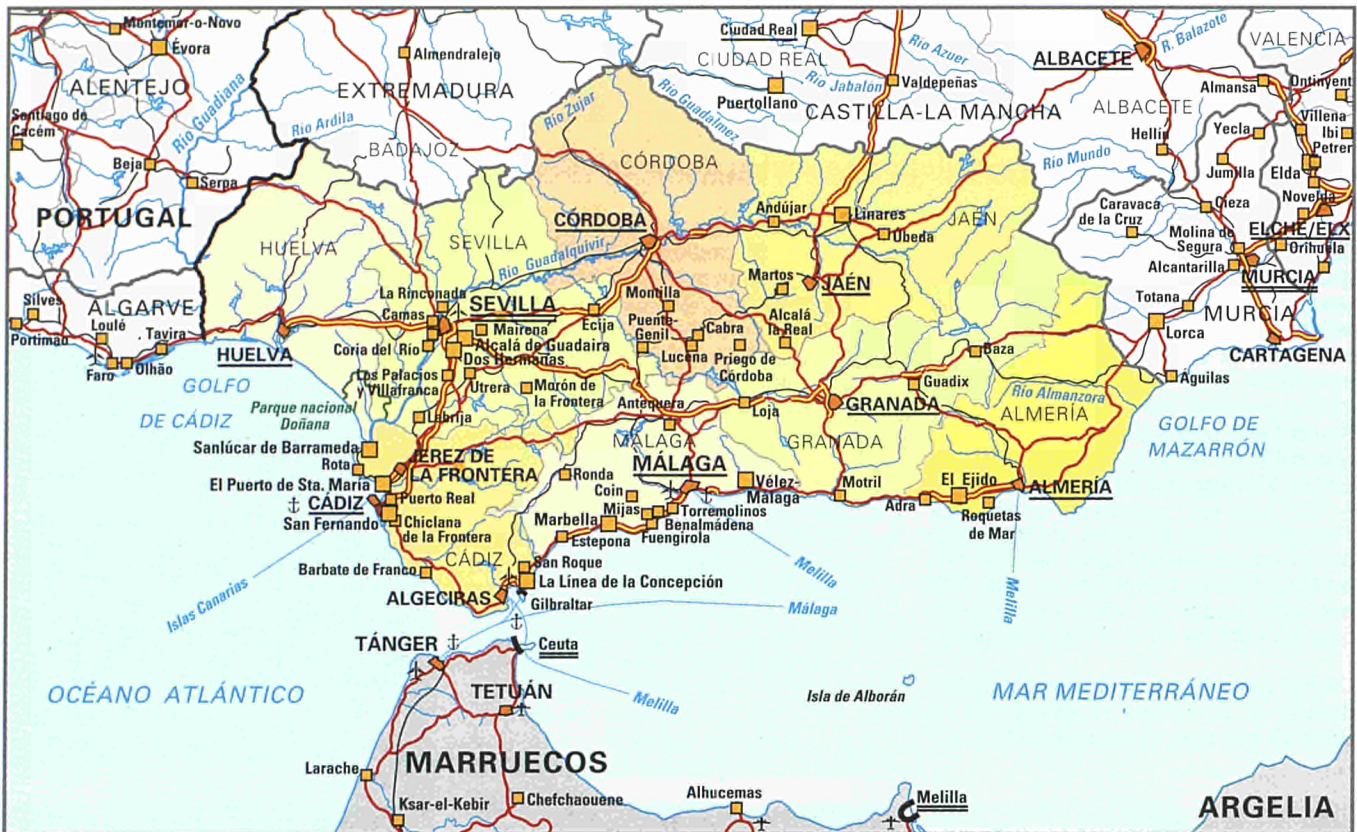 Montemor-o-Novo
Évora
Almendralejo
Ciudad Real
CIUDAD REAL
Río Azuer
ALBACETE
R. Balazote
VALENCIA
ALENTEJO
Río Guadiana
EXTREMADURA
Río Zujar
Río Guadalmez
Río Jabalón
Valdepeñas
Puertollano
CASTILLA-LA MANCHA
ALBACETE
Almansa
Ontinyent
Santiago de
Cacém
Río Ardila
BADAJOZ
Hellín
Yecla
Villena
Ibi
Petrer
Beja
Serpa
CÓRDOBA
Río Mundo
Jumilla
Elda
Novelda
PORTUGAL
HUELVA
SEVILLA
CÓRDOBA
Andújar
Linares
JAÉN
Úbeda
Caravaca
de la Cruz
Cieza
ELCHE/ELX
Molina de
Segura
Orihuela
Río Guadalquivir
Alcantarilla
MURCIA
Martos
JAÉN
Silves
ALGARVE
Loulé
Tavira
Portimão
Faro
Olhão
HUELVA
La Rinconada
SEVILLA
Camas
Mairena
Alcalá de Guadaira
Coria del Río
Dos Hermanas
Ecija
Montilla
Puente-
Genil
Cabra
Lucena
Priego de
Córdoba
Alcalá
la Real
Totana
Lorca
MURCIA
CARTAGENA
Baza
Águilas
GOLFO
DE CÁDIZ
Los Palacios
y Villafranca
Utrera
Morón de
la Frontera
Guadix
Río Almanzora
Parque nacional
Doñana
Lebrija
Antequera
Loja
GRANADA
ALMERÍA
GOLFO DE
MAZARRÓN
Sanlúcar de Barrameda
Rota
JEREZ DE
LA FRONTERA
MÁLAGA
MÁLAGA
GRANADA
El Puerto de Sta. María
CÁDIZ
Puerto Real
San Fernando
Chiclana
de la Frontera
Ronda
Coin
Mijas
Vélez-
Málaga
Motril
Adra
El Ejido
ALMERÍA
Roquetas
de Mar
Marbella
Torremolinos
Benalmádena
Fuengirola
Estepona
CÁDIZ
Barbate de Franco
San Roque
La Línea de la Concepción
ALGECIRAS
Gilbraltar
Islas Canarias
Melilla
Málaga
Melilla
TÁNGER
Ceuta
OCÉANO ATLÁNTICO
TETUÁN
Melilla
Isla de Alborán
MAR MEDITERRÁNEO
MARRUECOS
Larache
Ksar-el-Kebir
Chefchaouene
Alhucemas
Melilla
ARGELIA